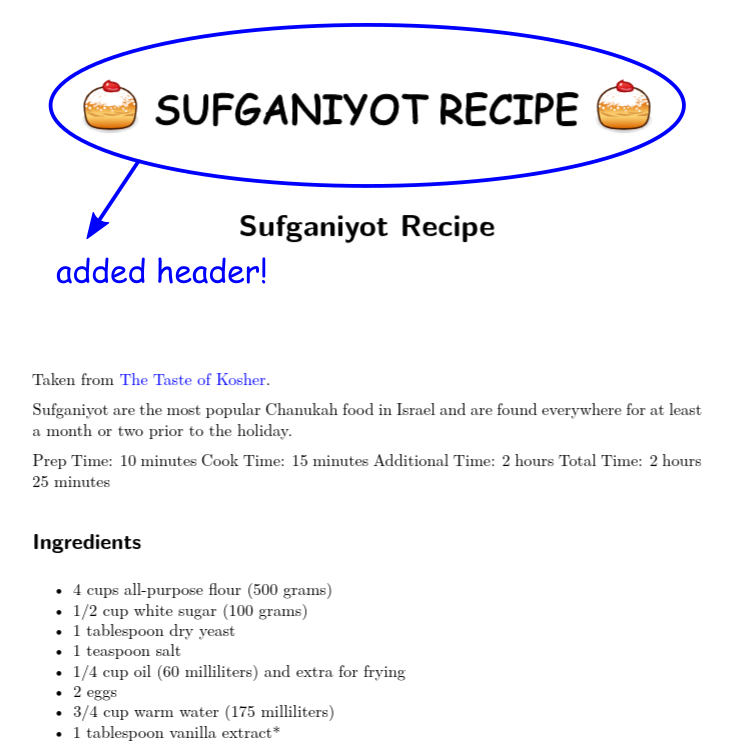 SUFGANIYOT RECIPE
Sufganiyot Recipe
added header!
Taken from The Taste of Kosher.
Sufganiyot are the most popular Chanukah food in Israel and are found everywhere for at least
a month or two prior to the holiday.
Prep Time: 10 minutes Cook Time: 15 minutes Additional Time: 2 hours Total Time: 2 hours
25 minutes
Ingredients
• 4 cups all-purpose flour (500 grams)
• 1/2 cup white sugar (100 grams)
• 1 tablespoon dry yeast
• 1 teaspoon salt
• 1/4 cup oil (60 milliliters) and extra for frying
• 2 eggs
• 3/4 cup warm water (175 milliliters)
• 1 tablespoon vanilla extract*